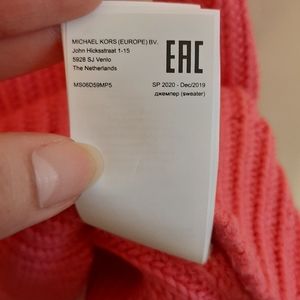 MICHAEL KORS (EUROPE) BV.
John Hicksstraat 1-15
5928 SJ Venlo
The Netherlands
EAC
MS06D59MP5
SP 2020 - Dec/2019
джемпер (sweater)